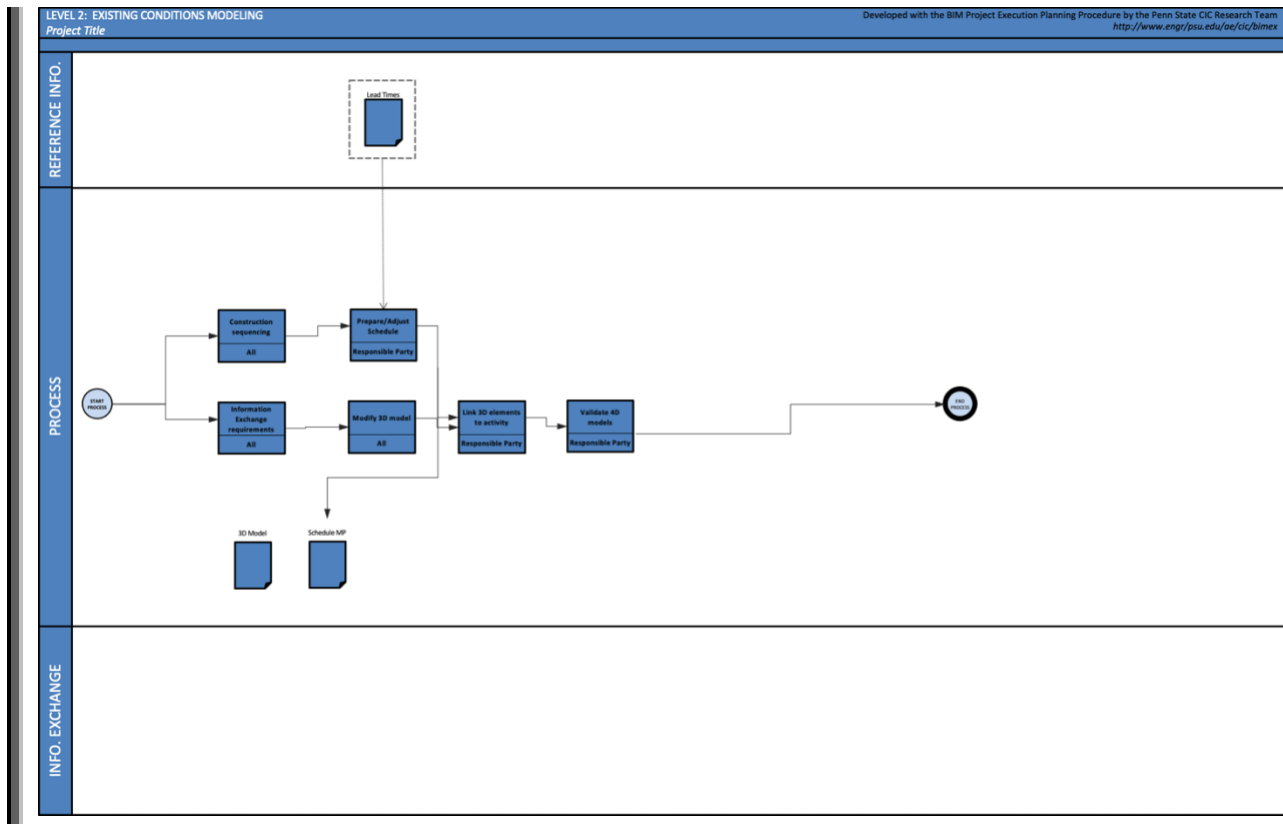 LEVEL 2: EXISTING CONDITIONS MODELING
Project Title
Developed with the BIM Project Execution Planning Procedure by the Penn State CIC Research Team
http://www.engr/psu.edu/ae/cic/bimex
REFERENCE INFO.
Lead Times
PROCESS
START
PROCESS
Construction
sequencing
All
Prepare/Adjust
Schedule
Responsible Party
Information
Exchange
requirements
All
Modify 3D model
All
Link 3D elements
to activity
Responsible Party
Validate 4D
models
Responsible Party
END
PROCESS
3D Model
Schedule MP
INFO. EXCHANGE